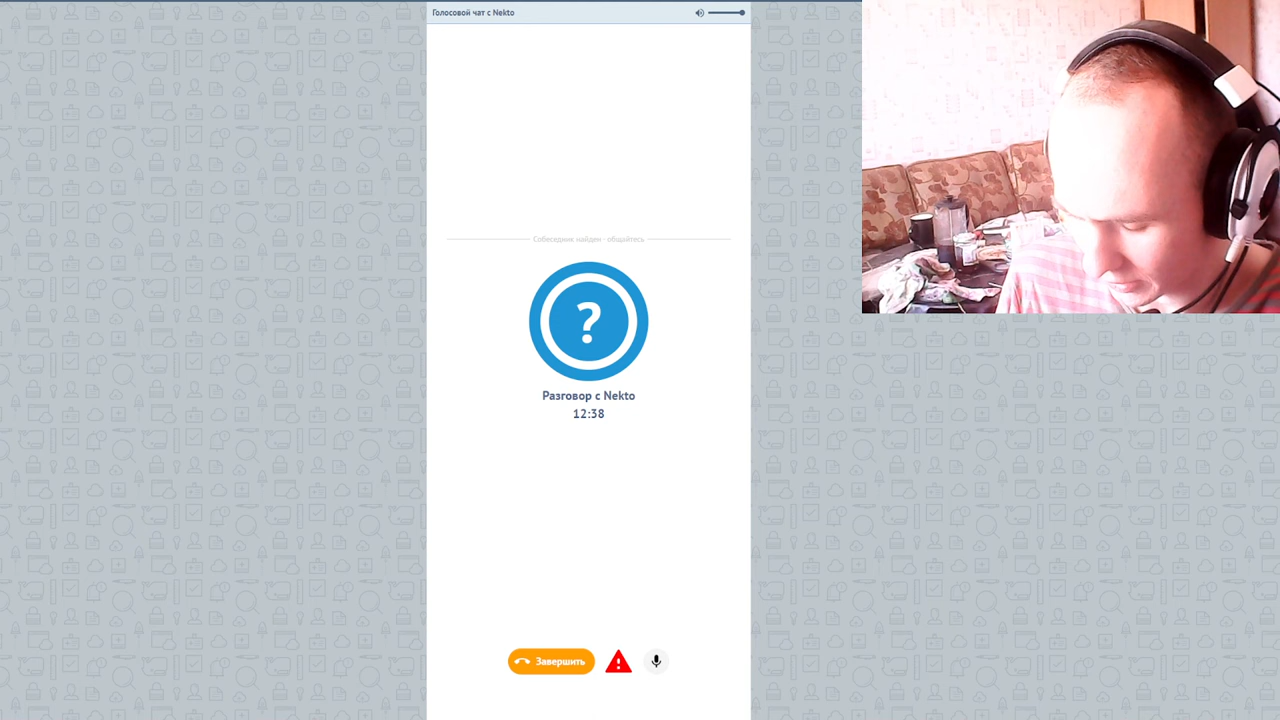 Голосовой чат с Nekto
Собеседник найден - общайтесь
?
Разговор с Nekto
12:38
Завершить